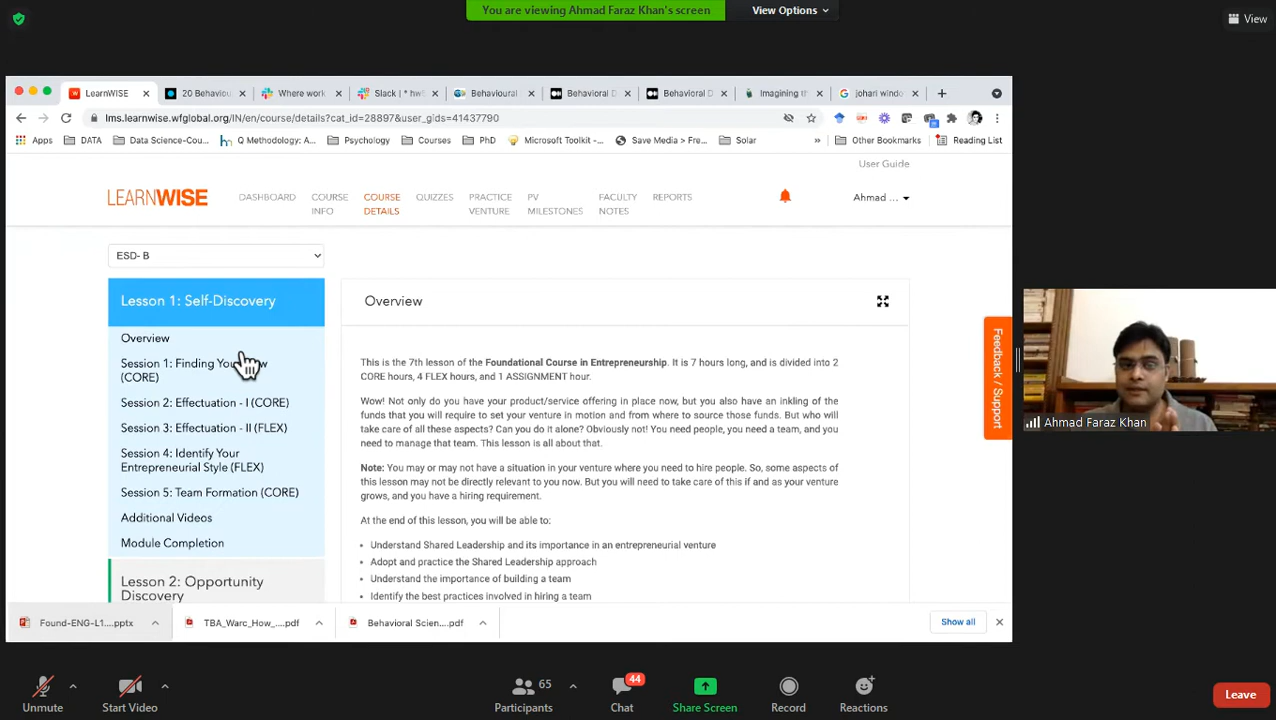 You are viewing Ahmad Faraz Khan's screen
View Options
View
LearnWISE
20 Behaviou
Where work
Slack | * hw
Behavioural
Behavioral D
Behavioral D
Imagining th
johari windo
lms.learnwise.wfglobal.org/IN/en/course/details?cat_id=28897&user_gids=41437790
Apps
DATA
Data Science-Cou...
Q Methodology: A...
Psychology
Courses
PhD
Microsoft Toolkit -...
Save Media > Fre...
Solar
»
Other Bookmarks
Reading List
User Guide
LEARNWISE
DASHBOARD
COURSE
INFO
COURSE
DETAILS
QUIZZES
PRACTICE
VENTURE
PV
MILESTONES
FACULTY
NOTES
REPORTS
Ahmad ...
ESD- B
Lesson 1: Self-Discovery
Overview
Session 1: Finding
(CORE)
Session 2: Effectuation - I (CORE)
Session 3: Effectuation - II (FLEX)
Session 4: Identify Your
Entrepreneurial Style (FLEX)
Session 5: Team Formation (CORE)
Additional Videos
Module Completion
Lesson 2: Opportunity
Discovery
Overview
This is the 7th lesson of the Foundational Course in Entrepreneurship. It is 7 hours long, and is divided into 2
CORE hours, 4 FLEX hours, and 1 ASSIGNMENT hour.
Wow! Not only do you have your product/service offering in place now, but you also have an inkling of the
funds that you will require to set your venture in motion and from where to source those funds. But who will
take care of all these aspects? Can you do it alone? Obviously not! You need people, you need a team, and you
need to manage that team. This lesson is all about that.
Note: You may or may not have a situation in your venture where you need to hire people. So, some aspects of
this lesson may not be directly relevant to you now. But you will need to take care of this if and as your venture
grows, and you have a hiring requirement.
At the end of this lesson, you will be able to:
• Understand Shared Leadership and its importance in an entrepreneurial venture
• Adopt and practice the Shared Leadership approach
• Understand the importance of building a team
• Identify the best practices involved in hiring a team
Feedback / Support
Ahmad Faraz Khan
Found-ENG-L1....pptx
TBA_Warc_How_....pdf
Behavioral Scien....pdf
Show all
Unmute
Start Video
65
Participants
44
Chat
Share Screen
Record
Reactions
Leave